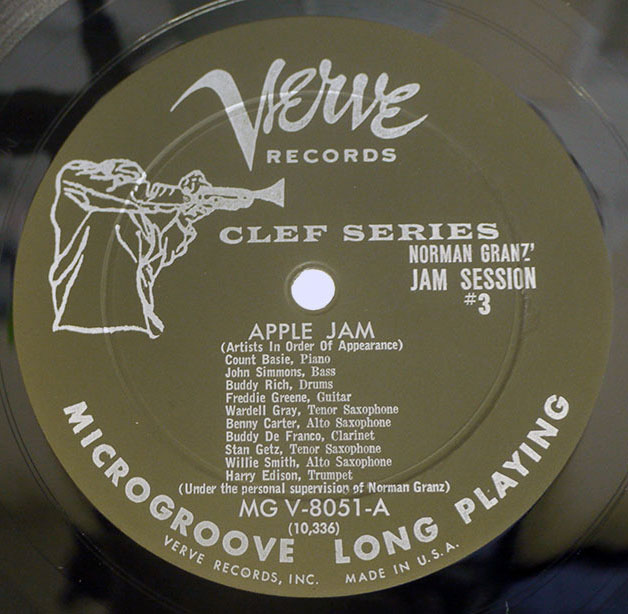 Verve
RECORDS
CLEF SERIES
NORMAN GRANZ'
JAM SESSION
#3
APPLE JAM
(Artists In Order Of Appearance)
Count Basie, Piano
John Simmons, Bass
Buddy Rich, Drums
Freddie Greene, Guitar
Wardell Gray, Tenor Saxophone
Benny Carter, Alto Saxophone
Buddy De Franco, Clarinet
Stan Getz, Tenor Saxophone
Willie Smith, Alto Saxophone
Harry Edison, Trumpet
(Under the personal supervision of Norman Granz)
MG V-8051-A
(10,336)
MICROGROOVE LONG PLAYING
VERVE RECORDS, INC. MADE IN U.S.A.